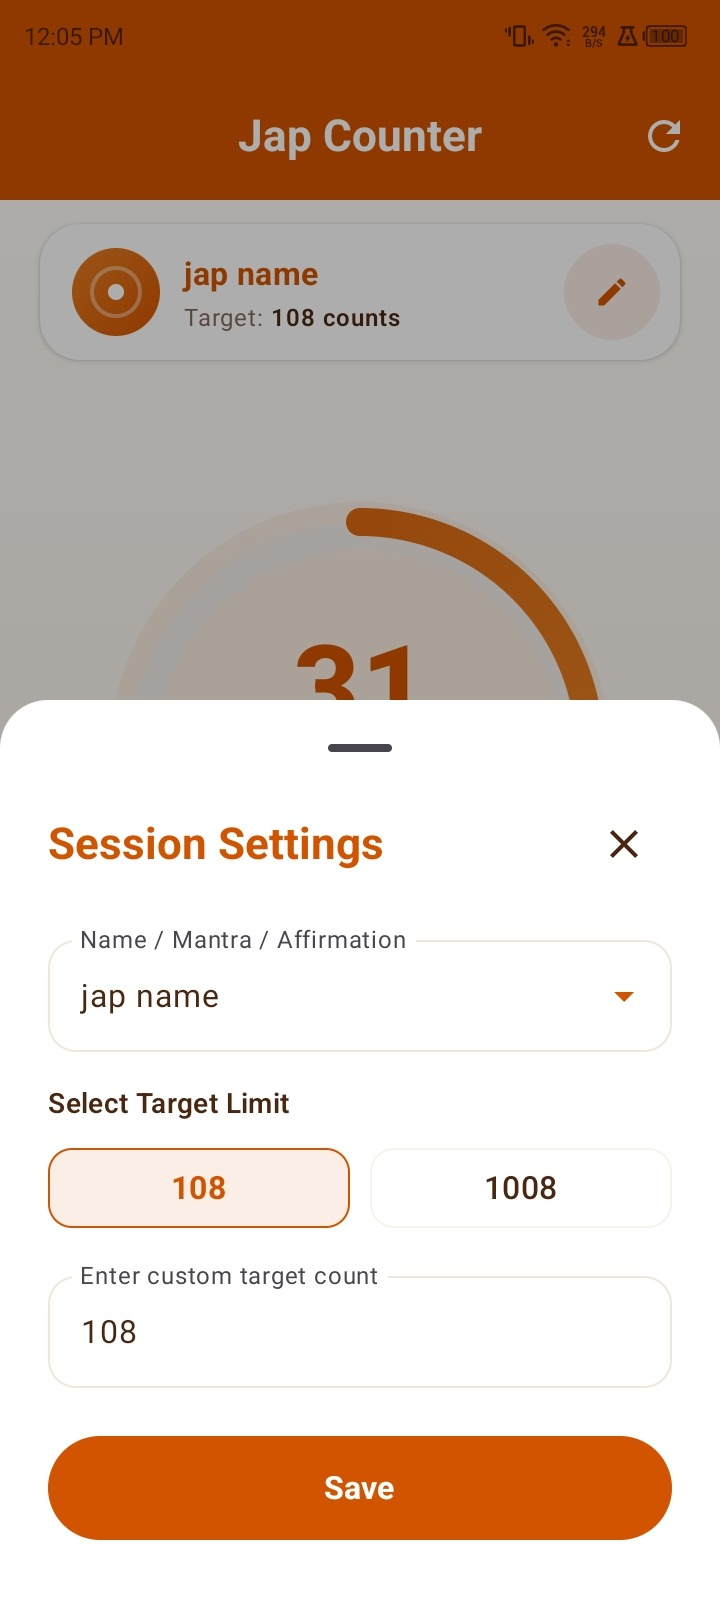 12:05 PM
294
B/S
100
Jap Counter
jap name
Target: 108 counts
31
Session Settings
Name / Mantra / Affirmation
jap name
Select Target Limit
108
1008
Enter custom target count
108
Save